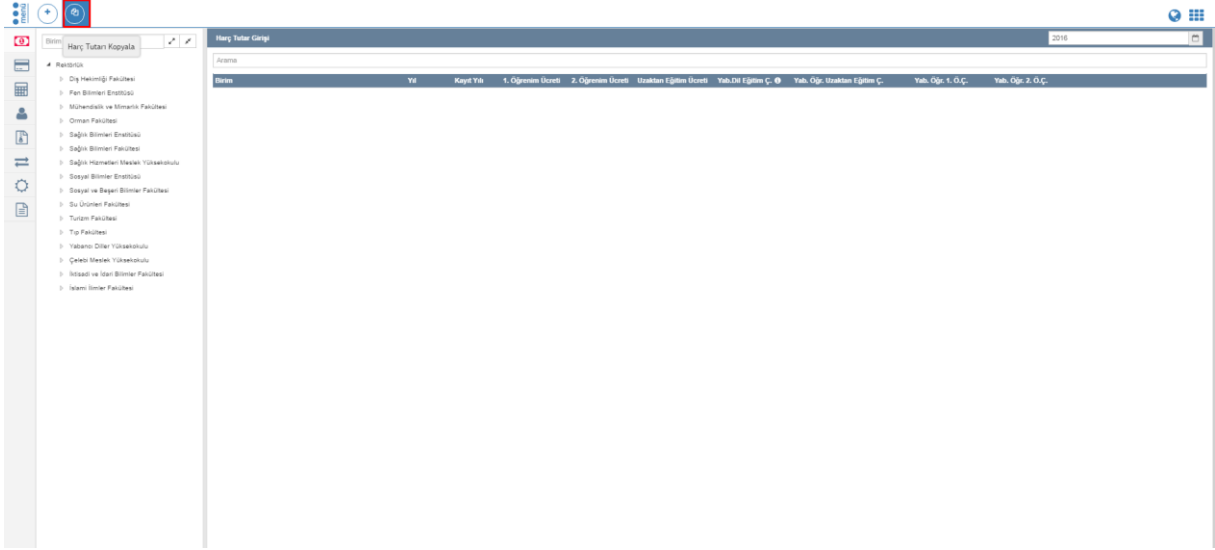 menü
Birim
Harç Tutarı Kopyala
Rektörlük
Diş Hekimliği Fakültesi
Fen Bilimleri Enstitüsü
Mühendislik ve Mimarlık Fakültesi
Orman Fakültesi
Sağlık Bilimleri Enstitüsü
Sağlık Bilimleri Fakültesi
Sağlık Hizmetleri Meslek Yüksekokulu
Sosyal Bilimler Enstitüsü
Sosyal ve Beşeri Bilimler Fakültesi
Su Ürünleri Fakültesi
Turizm Fakültesi
Tıp Fakültesi
Yabancı Diller Yüksekokulu
Çelebi Meslek Yüksekokulu
İktisadi ve İdari Bilimler Fakültesi
İslami İlimler Fakültesi
Harç Tutar Girişi 2016
Arama
Birim Yıl Kayıt Yılı 1. Öğrenim Ücreti 2. Öğrenim Ücreti Uzaktan Eğitim Ücreti Yab.Dil Eğitim Ç. Yab. Öğr. Uzaktan Eğitim Ç. Yab. Öğr. 1. Ö.Ç. Yab. Öğr. 2. Ö.Ç.